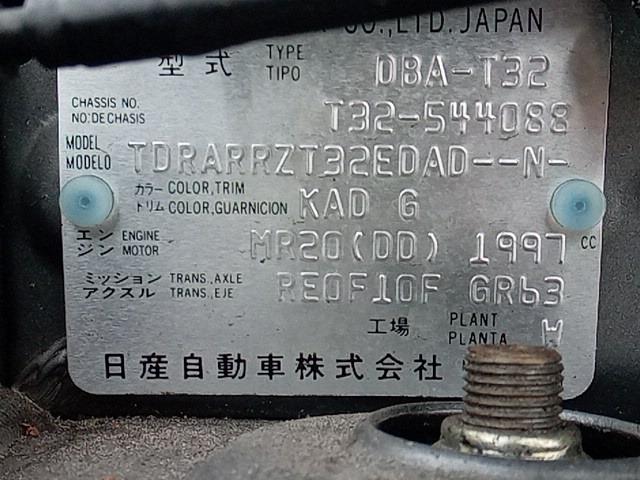 CO.,LTD. JAPAN
型式 TYPE TIPO DBA-T32
CHASSIS NO. NO.DE CHASIS T32-544088
MODEL MODELO TDRARRZT32EDAD--N-
カラー COLOR,TRIM
トリム COLOR,GUARNICION KAD G
エンジン ENGINE MOTOR MR20(DD) 1997 CC
ミッション TRANS.,AXLE
アクスル TRANS.,EJE RE0F10F GR63
工場 PLANT PLANTA W
日産自動車株式会社